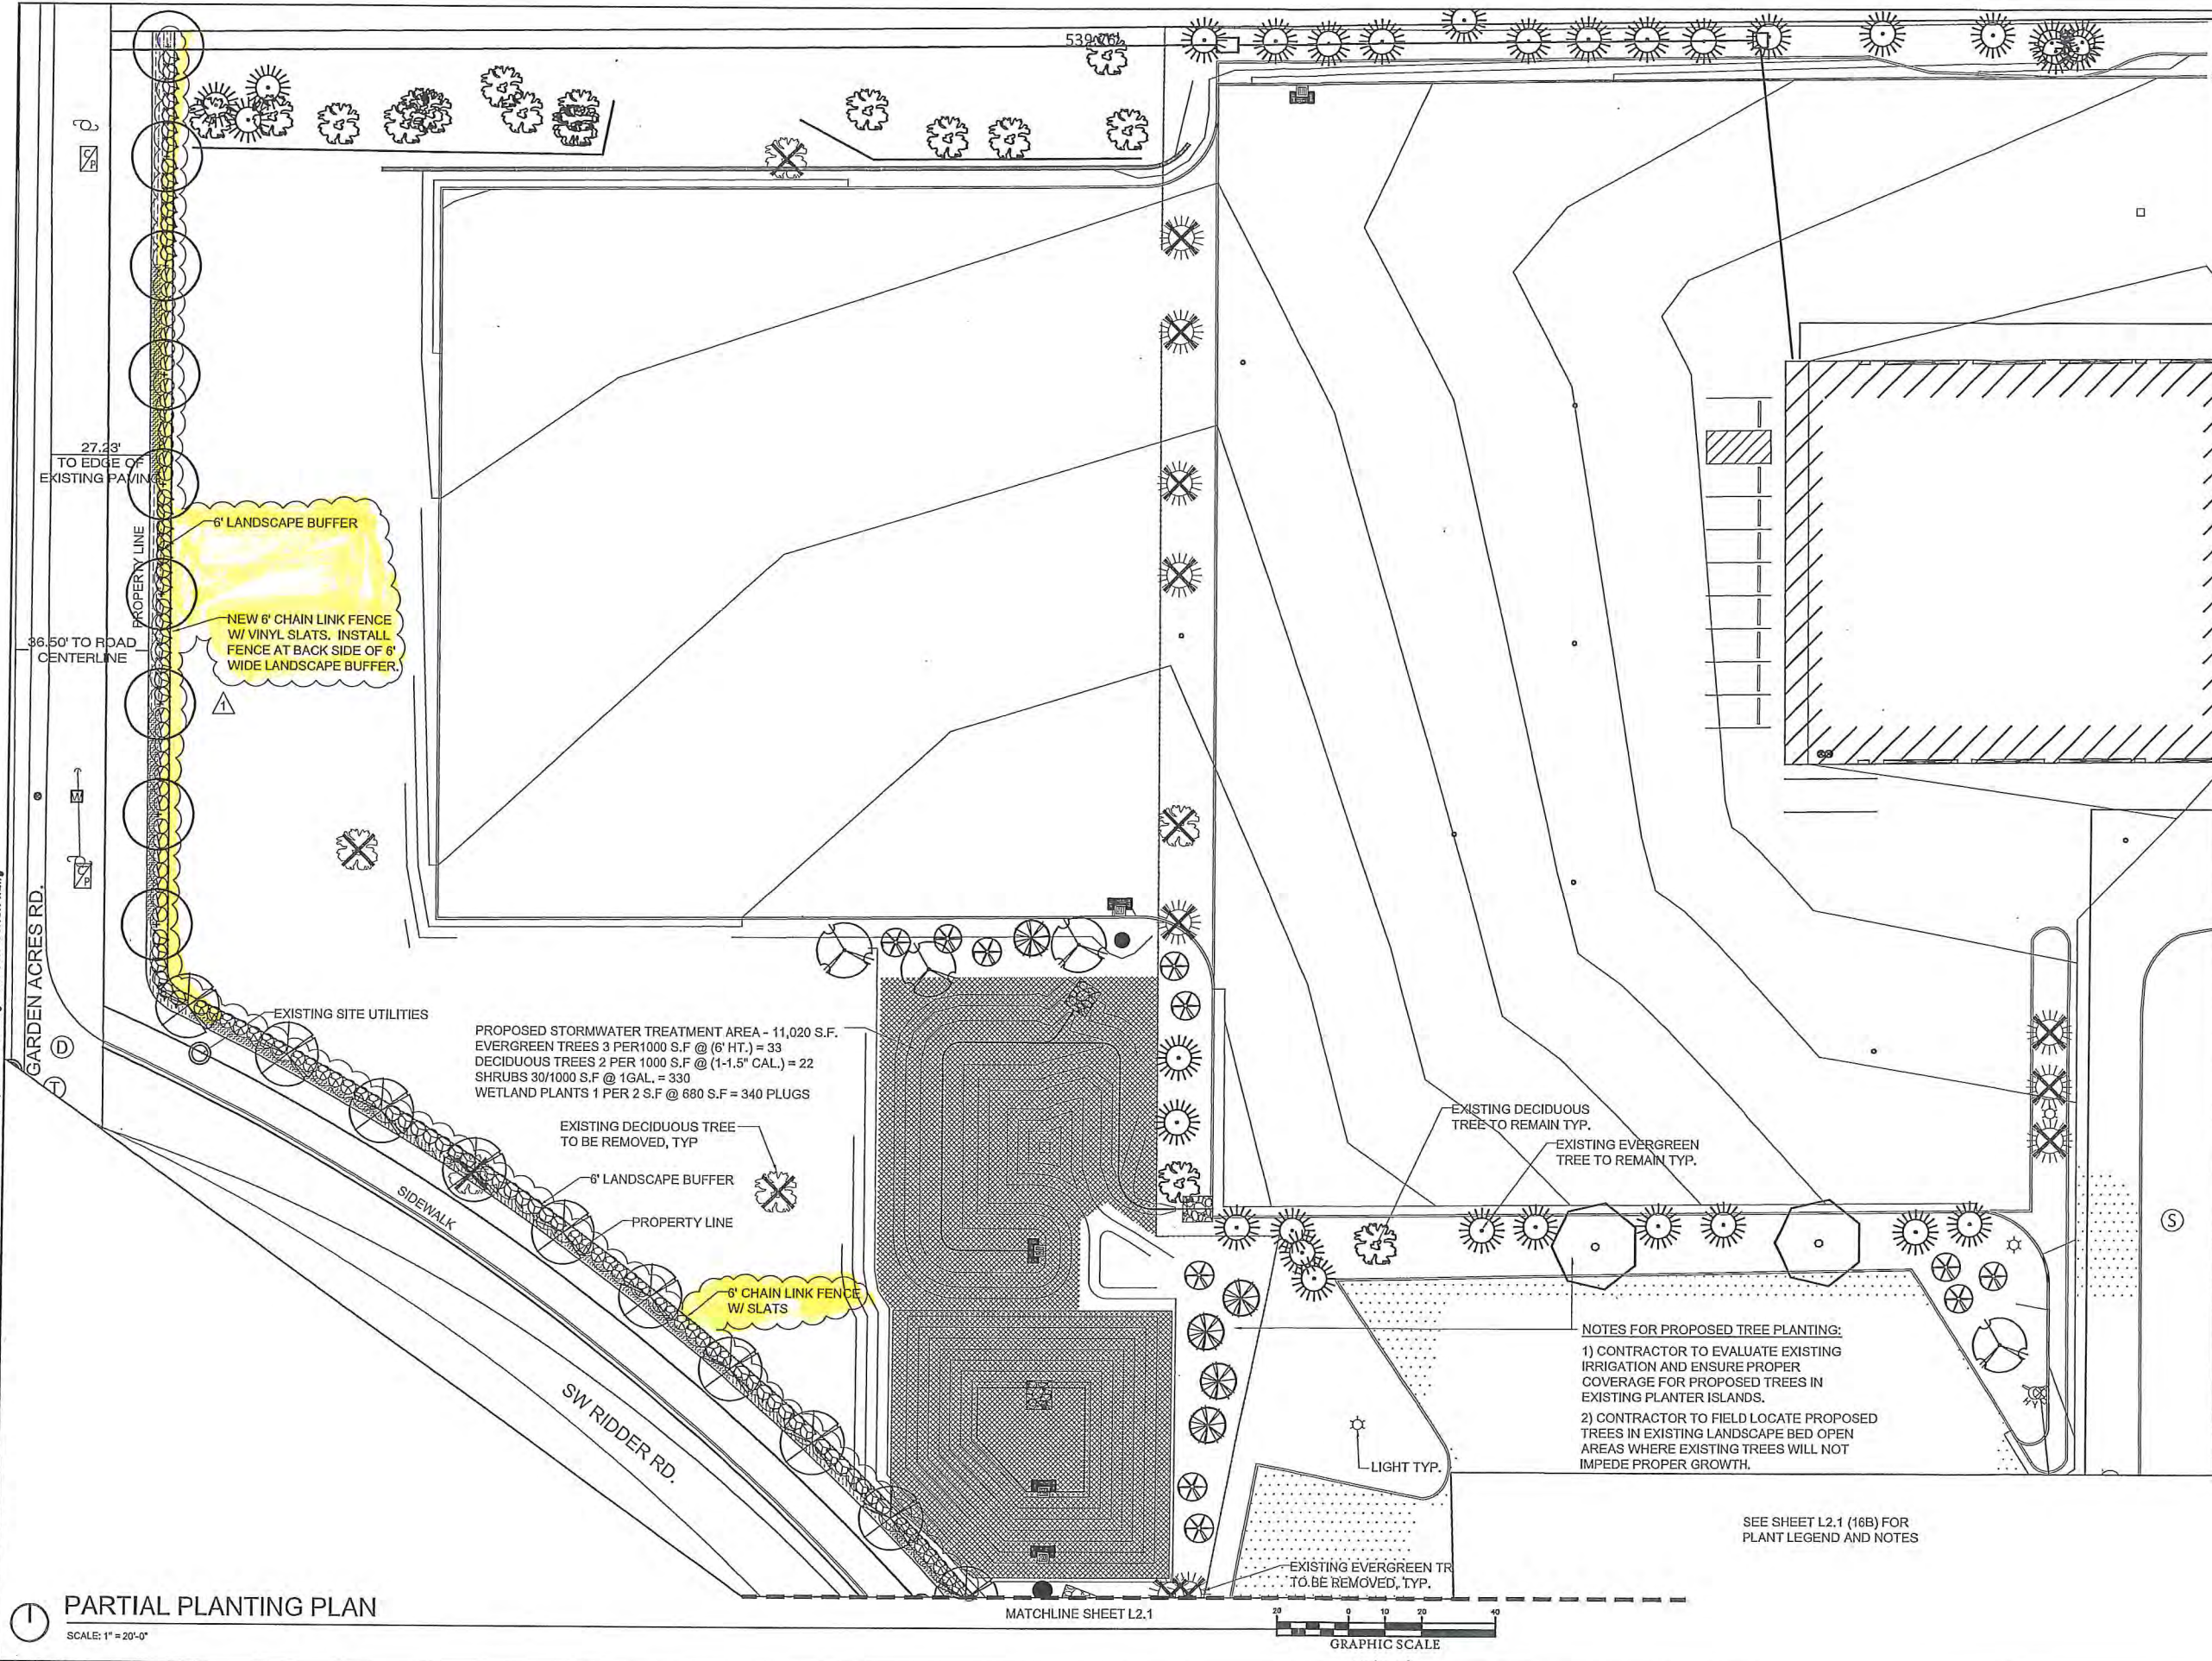 539.76'
C/P
27.23'
TO EDGE OF
EXISTING PAVING
6' LANDSCAPE BUFFER
PROPERTY LINE
NEW 6' CHAIN LINK FENCE
W/ VINYL SLATS. INSTALL
FENCE AT BACK SIDE OF 6'
WIDE LANDSCAPE BUFFER.
36.50' TO ROAD
CENTERLINE
1
W
C/P
GARDEN ACRES RD.
D
T
EXISTING SITE UTILITIES
PROPOSED STORMWATER TREATMENT AREA - 11,020 S.F.
EVERGREEN TREES 3 PER1000 S.F @ (6' HT.) = 33
DECIDUOUS TREES 2 PER 1000 S.F @ (1-1.5" CAL.) = 22
SHRUBS 30/1000 S.F @ 1GAL. = 330
WETLAND PLANTS 1 PER 2 S.F @ 680 S.F = 340 PLUGS
EXISTING DECIDUOUS TREE
TO BE REMOVED, TYP
6' LANDSCAPE BUFFER
PROPERTY LINE
SIDEWALK
6' CHAIN LINK FENCE
W/ SLATS
SW RIDDER RD.
EXISTING DECIDUOUS
TREE TO REMAIN TYP.
EXISTING EVERGREEN
TREE TO REMAIN TYP.
S
NOTES FOR PROPOSED TREE PLANTING:
1) CONTRACTOR TO EVALUATE EXISTING
IRRIGATION AND ENSURE PROPER
COVERAGE FOR PROPOSED TREES IN
EXISTING PLANTER ISLANDS.
2) CONTRACTOR TO FIELD LOCATE PROPOSED
TREES IN EXISTING LANDSCAPE BED OPEN
AREAS WHERE EXISTING TREES WILL NOT
IMPEDE PROPER GROWTH.
LIGHT TYP.
SEE SHEET L2.1 (16B) FOR
PLANT LEGEND AND NOTES
EXISTING EVERGREEN TR
TO BE REMOVED, TYP.
MATCHLINE SHEET L2.1
PARTIAL PLANTING PLAN
SCALE: 1" = 20'-0"
20 0 10 20 40
GRAPHIC SCALE